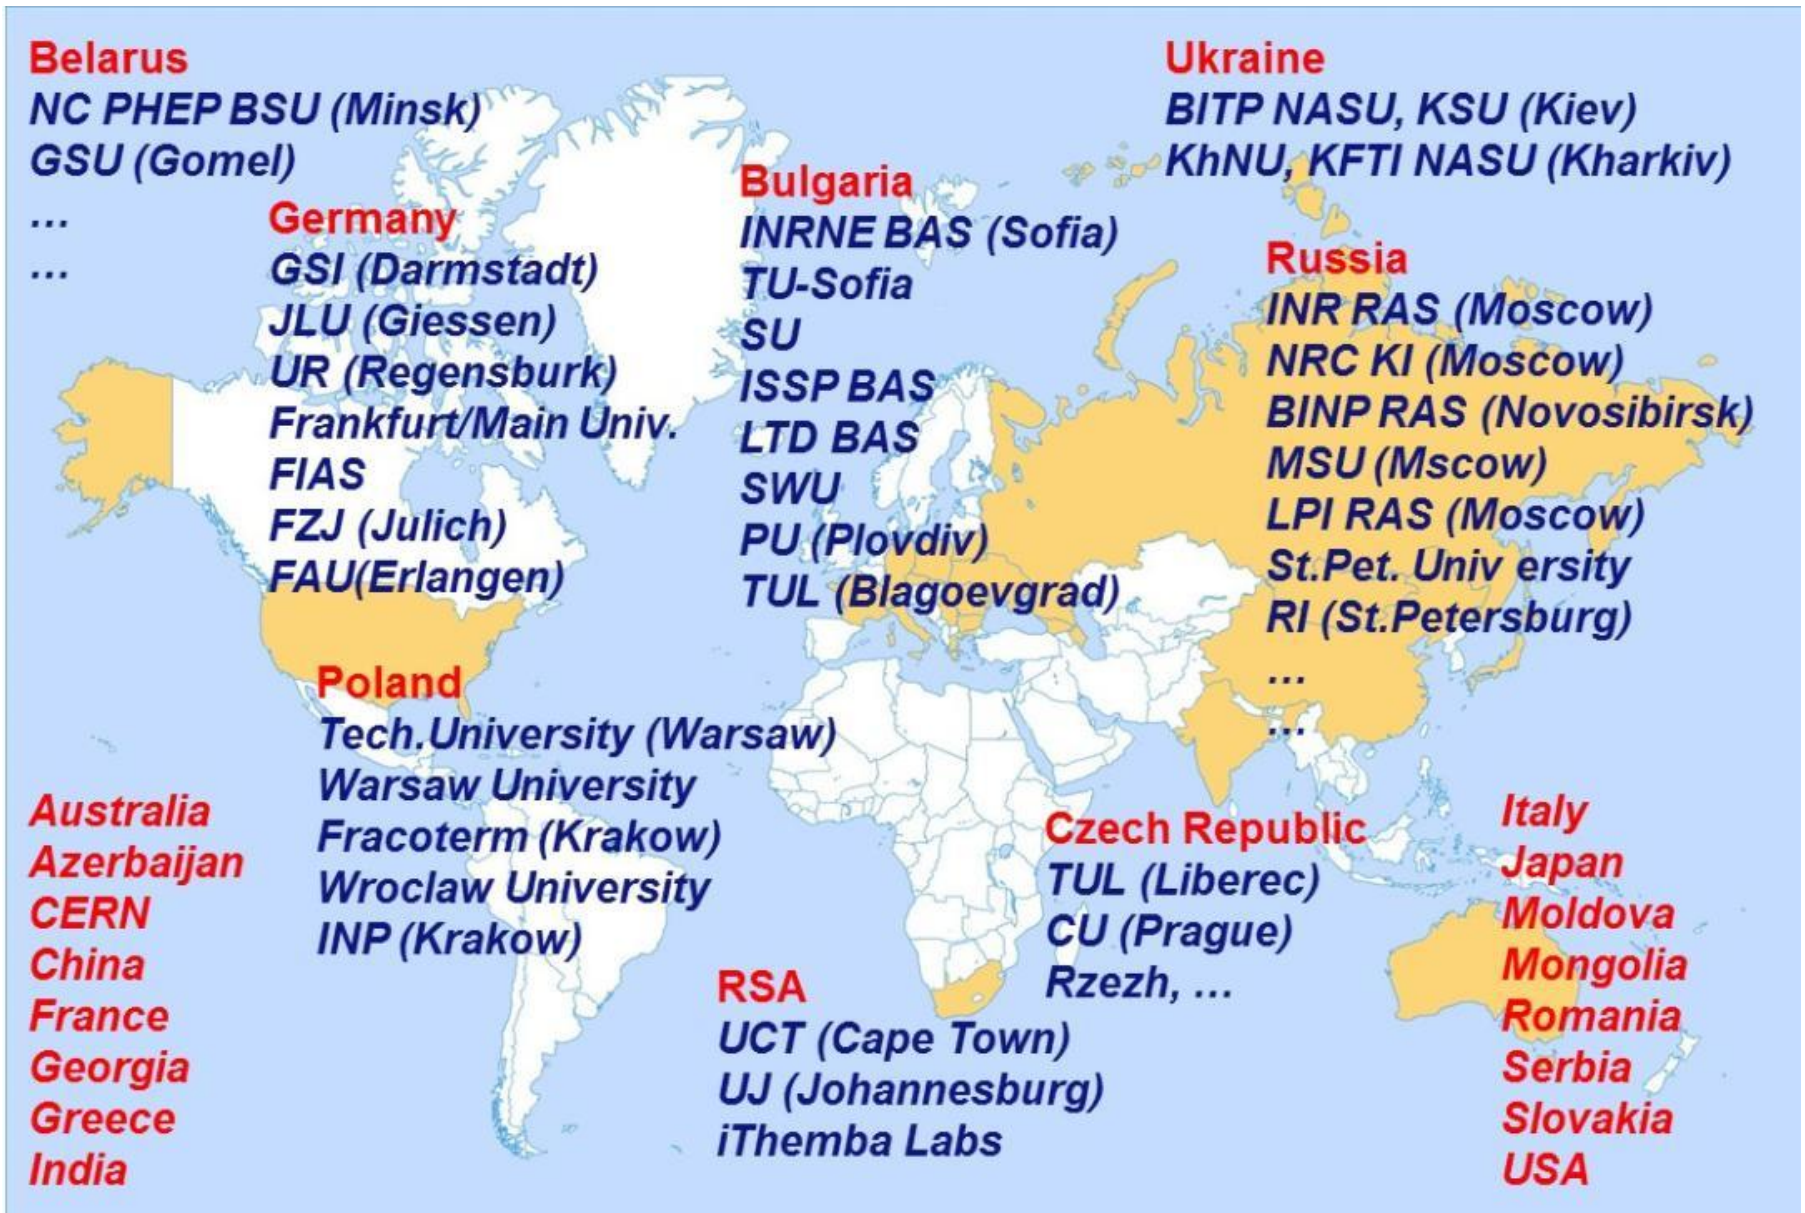 Belarus
NC PHEP BSU (Minsk)
GSU (Gomel)
...
...
Germany
GSI (Darmstadt)
JLU (Giessen)
UR (Regensburk)
Frankfurt/Main Univ.
FIAS
FZJ (Julich)
FAU(Erlangen)
Bulgaria
INRNE BAS (Sofia)
TU-Sofia
SU
ISSP BAS
LTD BAS
SWU
PU (Plovdiv)
TUL (Blagoevgrad)
Ukraine
BITP NASU, KSU (Kiev)
KhNU, KFTI NASU (Kharkiv)
Russia
INR RAS (Moscow)
NRC KI (Moscow)
BINP RAS (Novosibirsk)
MSU (Mscow)
LPI RAS (Moscow)
St.Pet. Univ ersity
RI (St.Petersburg)
...
...
Poland
Tech.University (Warsaw)
Warsaw University
Fracoterm (Krakow)
Wroclaw University
INP (Krakow)
Australia
Azerbaijan
CERN
China
France
Georgia
Greece
India
RSA
UCT (Cape Town)
UJ (Johannesburg)
iThemba Labs
Czech Republic
TUL (Liberec)
CU (Prague)
Rzezh, ...
Italy
Japan
Moldova
Mongolia
Romania
Serbia
Slovakia
USA